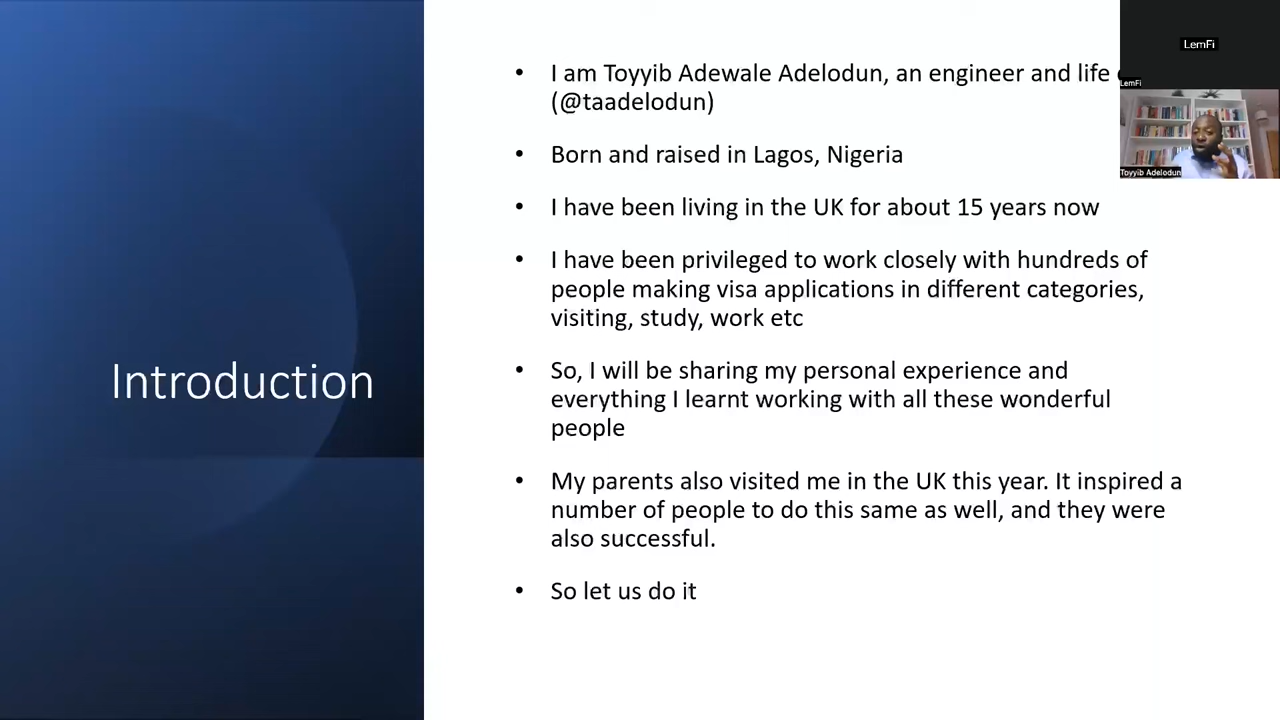 Introduction
• I am Toyyib Adewale Adelodun, an engineer and life
(@taadelodun)
• Born and raised in Lagos, Nigeria
• I have been living in the UK for about 15 years now
• I have been privileged to work closely with hundreds of
people making visa applications in different categories,
visiting, study, work etc
• So, I will be sharing my personal experience and
everything I learnt working with all these wonderful
people
• My parents also visited me in the UK this year. It inspired a
number of people to do this same as well, and they were
also successful.
• So let us do it
LemFi
LemFi
Toyyib Adelodun